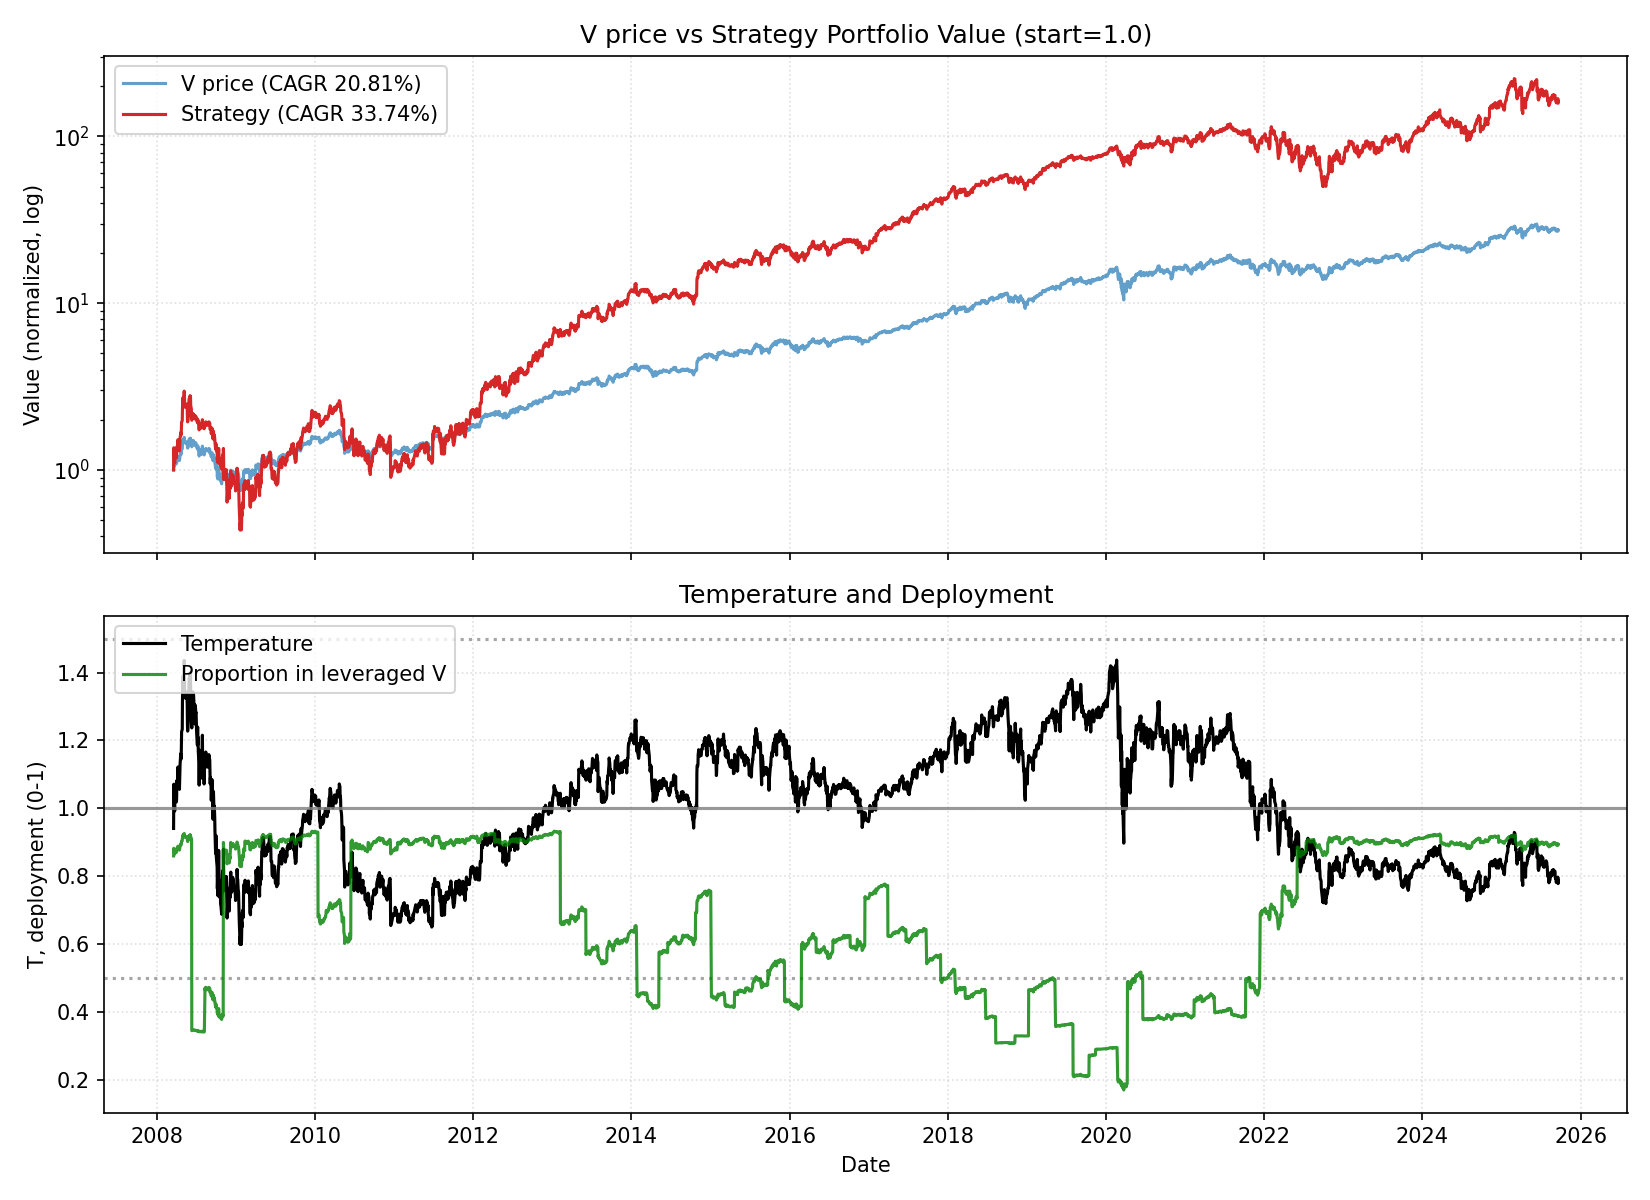 V price vs Strategy Portfolio Value (start=1.0)
V price (CAGR 20.81%)
Strategy (CAGR 33.74%)
Value (normalized, log)
10²
10¹
10⁰
Temperature and Deployment
Temperature
Proportion in leveraged V
T, deployment (0-1)
1.4
1.2
1.0
0.8
0.6
0.4
0.2
2008 2010 2012 2014 2016 2018 2020 2022 2024 2026
Date